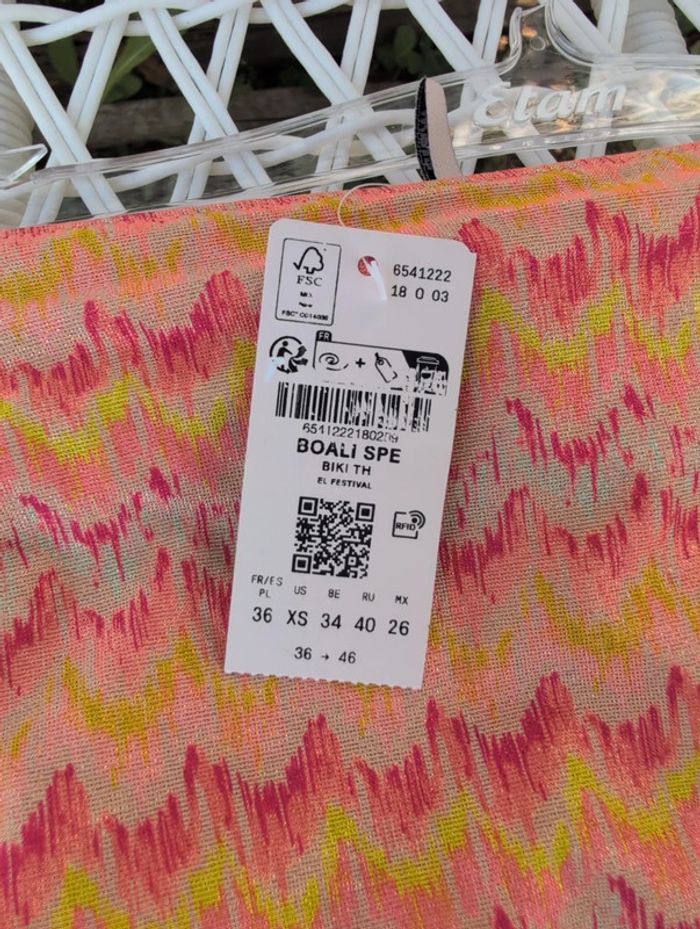 Etam
6541222
18 0 03
FSC
FR
BOALI SPE
BIKI TH
EL FESTIVAL
RFID
FR/ES PL US BE RU MX
36 XS 34 40 26
36 → 46